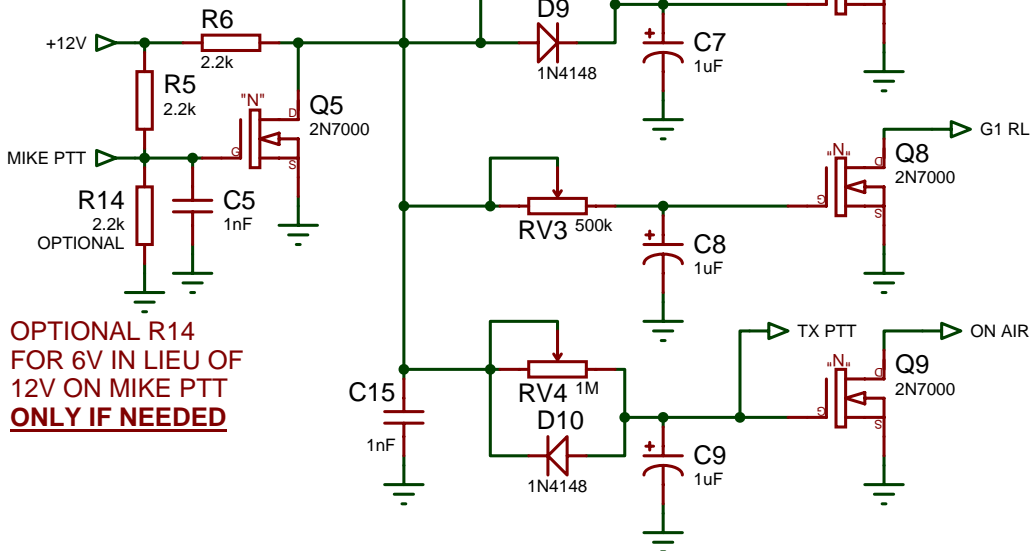 D9
1N4148
C7
1uF
+12V
R6
2.2k
R5
2.2k
"N"
D
G
S
Q5
2N7000
MIKE PTT
R14
2.2k
OPTIONAL
C5
1nF
OPTIONAL R14
FOR 6V IN LIEU OF
12V ON MIKE PTT
ONLY IF NEEDED
RV3
500k
C8
1uF
"N"
D
G
S
Q8
2N7000
G1 RL
C15
1nF
RV4
1M
D10
1N4148
C9
1uF
TX PTT
"N"
D
G
S
Q9
2N7000
ON AIR